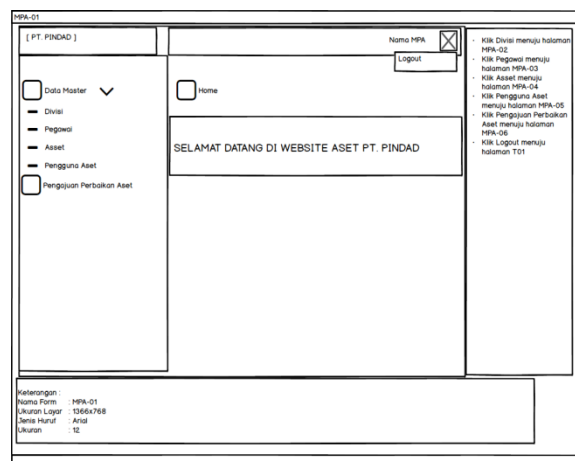 MPA-01
[ PT. PINDAD ]
Nama MPA
Logout
Data Master
Divisi
Pegawai
Asset
Pengguna Aset
Pengajuan Perbaikan Aset
Home
SELAMAT DATANG DI WEBSITE ASET PT. PINDAD
· Klik Divisi menuju halaman
MPA-02
· Klik Pegawai menuju
halaman MPA-03
· Klik Asset menuju
halaman MPA-04
· Klik Pengguna Aset
menuju halaman MPA-05
· Klik Pengajuan Perbaikan
Aset menuju halaman
MPA-06
· Klik Logout menuju
halaman T01
Keterangan :
Nama Form : MPA-01
Ukuran Layar : 1366x768
Jenis Huruf : Arial
Ukuran : 12